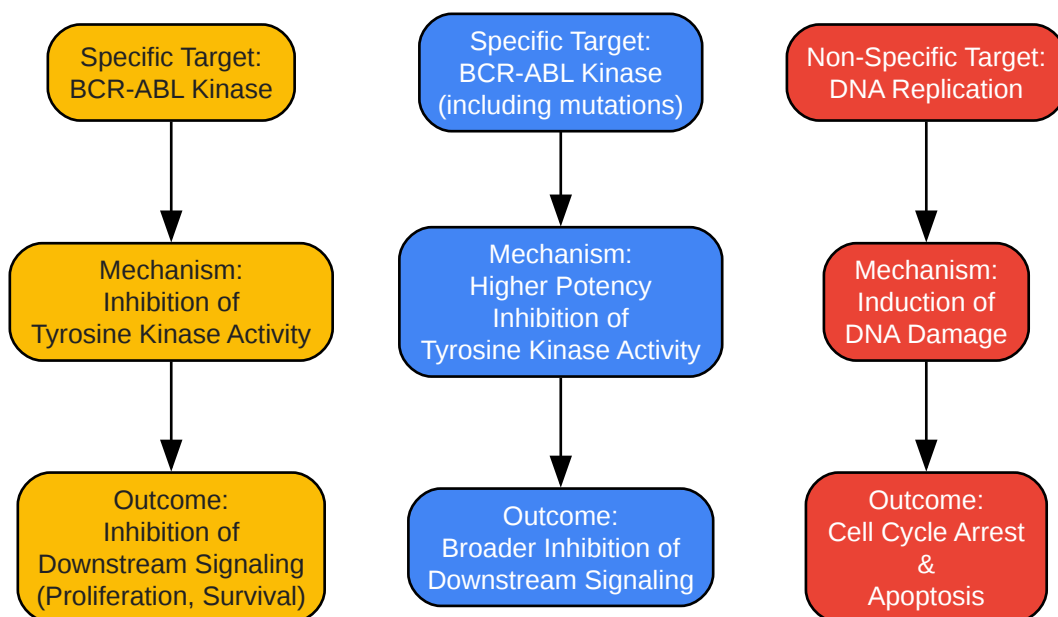 Specific Target:
BCR-ABL Kinase
Mechanism:
Inhibition of
Tyrosine Kinase Activity
Outcome:
Inhibition of
Downstream Signaling
(Proliferation, Survival)
Specific Target:
BCR-ABL Kinase
(including mutations)
Mechanism:
Higher Potency
Inhibition of
Tyrosine Kinase Activity
Outcome:
Broader Inhibition of
Downstream Signaling
Non-Specific Target:
DNA Replication
Mechanism:
Induction of
DNA Damage
Outcome:
Cell Cycle Arrest
&
Apoptosis